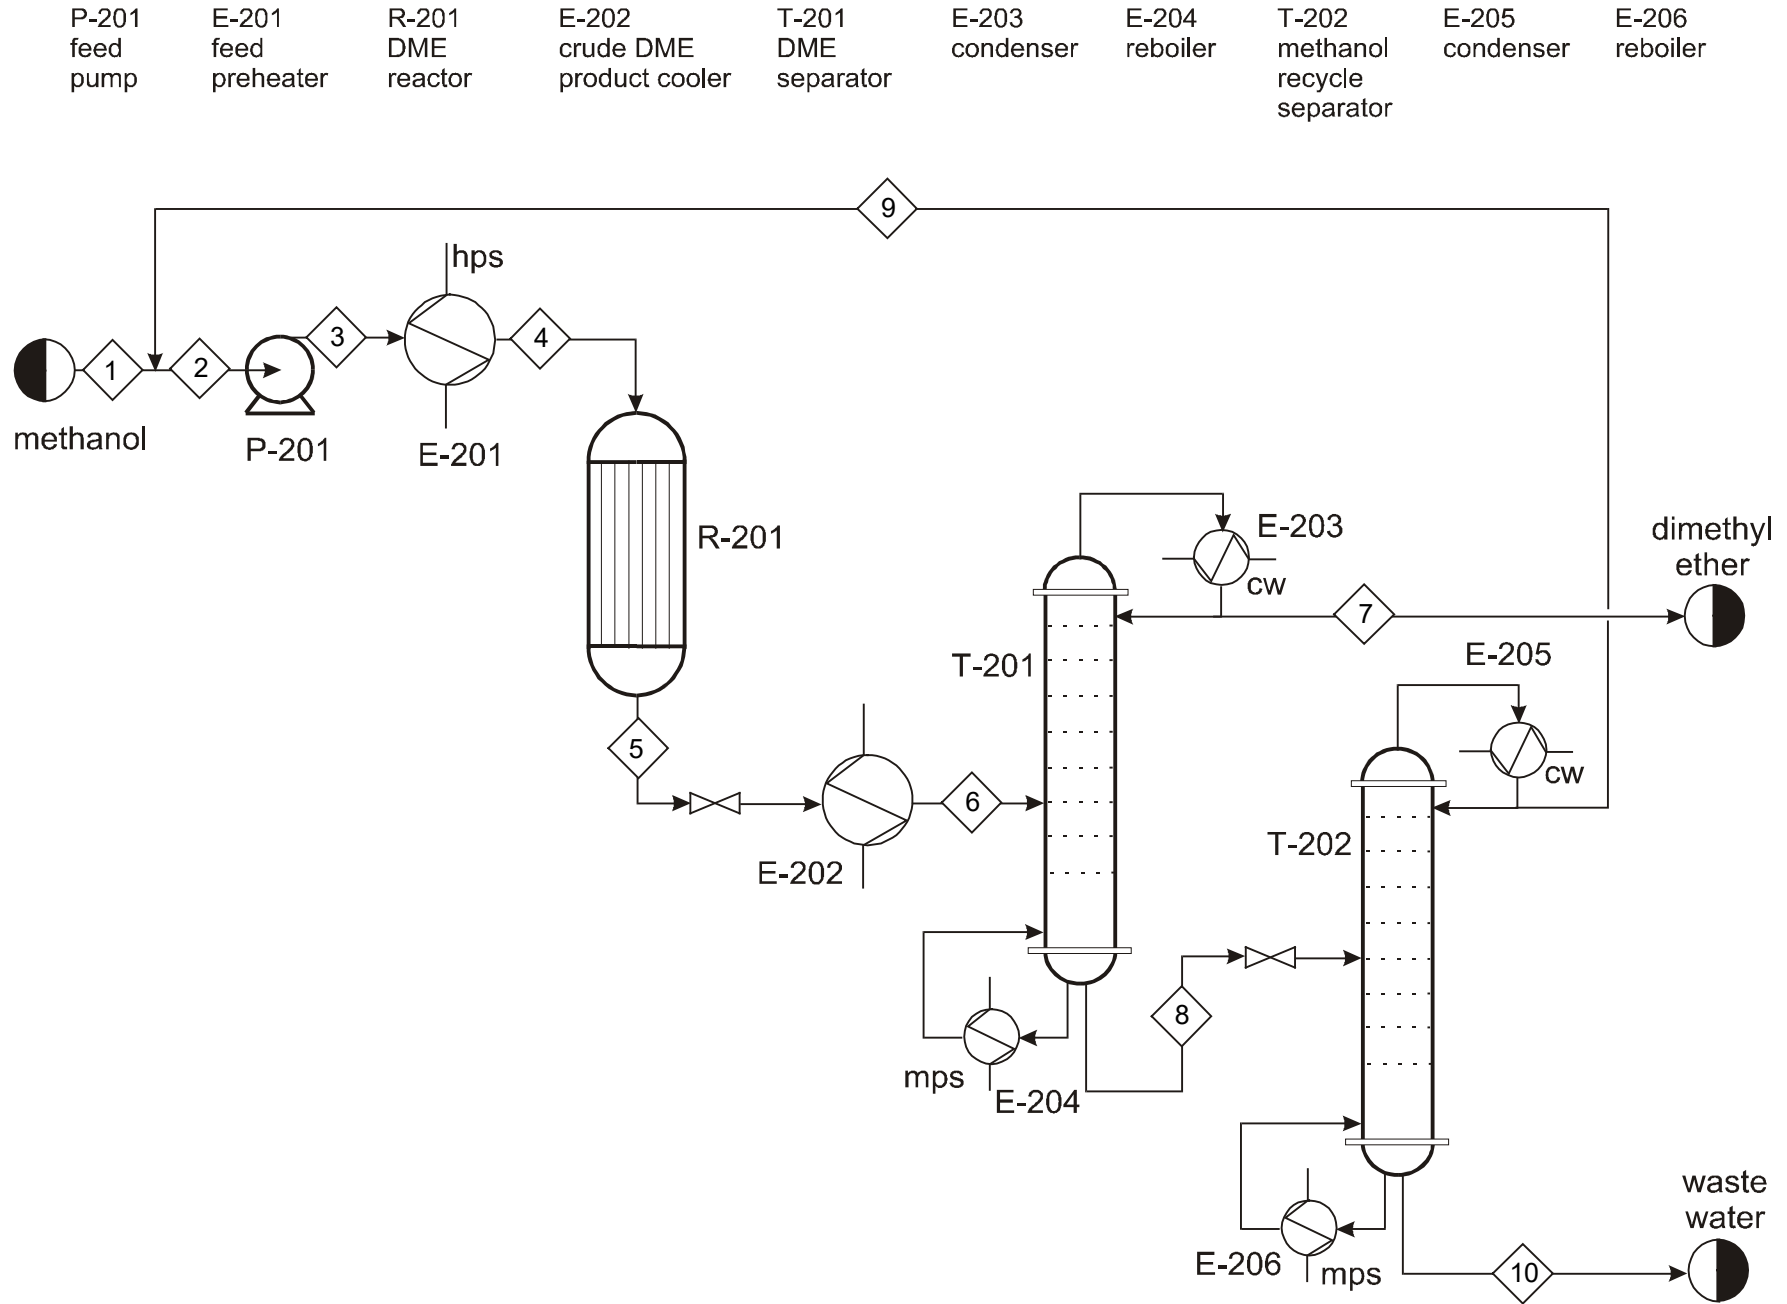 P-201
feed
pump
E-201
feed
preheater
R-201
DME
reactor
E-202
crude DME
product cooler
T-201
DME
separator
E-203
condenser
E-204
reboiler
T-202
methanol
recycle
separator
E-205
condenser
E-206
reboiler
9
hps
1
2
3
4
methanol
P-201
E-201
R-201
E-203
cw
dimethyl
ether
7
T-201
E-205
cw
5
6
E-202
T-202
8
mps
E-204
waste
water
E-206
mps
10